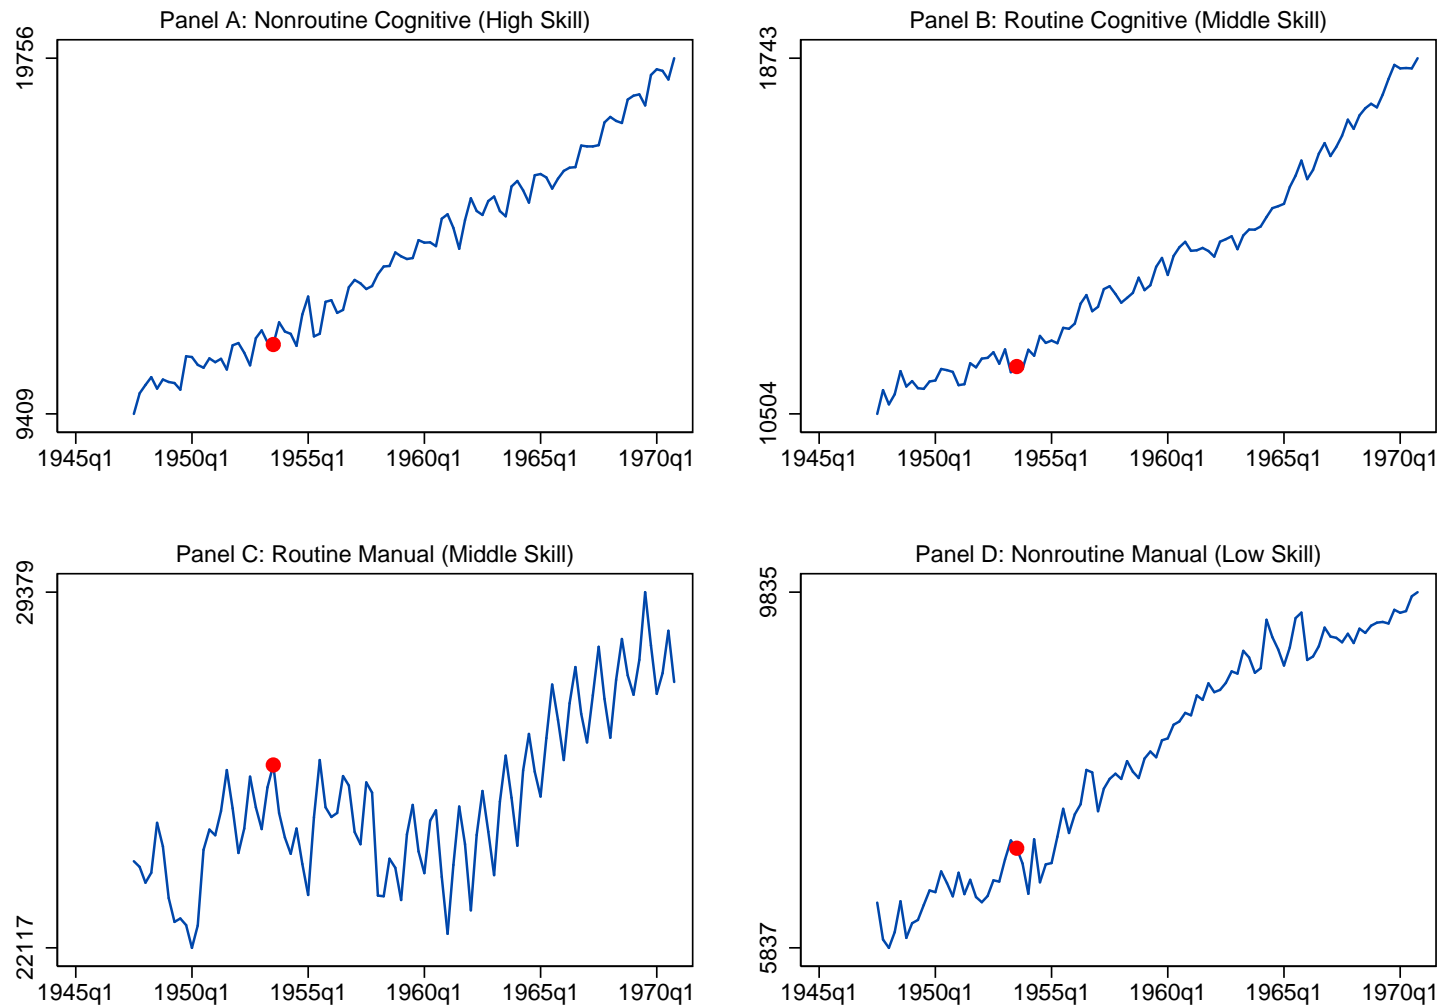 Panel A: Nonroutine Cognitive (High Skill)
19756
9409
1945q1 1950q1 1955q1 1960q1 1965q1 1970q1
Panel B: Routine Cognitive (Middle Skill)
18743
10504
1945q1 1950q1 1955q1 1960q1 1965q1 1970q1
Panel C: Routine Manual (Middle Skill)
29379
22117
1945q1 1950q1 1955q1 1960q1 1965q1 1970q1
Panel D: Nonroutine Manual (Low Skill)
9835
5837
1945q1 1950q1 1955q1 1960q1 1965q1 1970q1